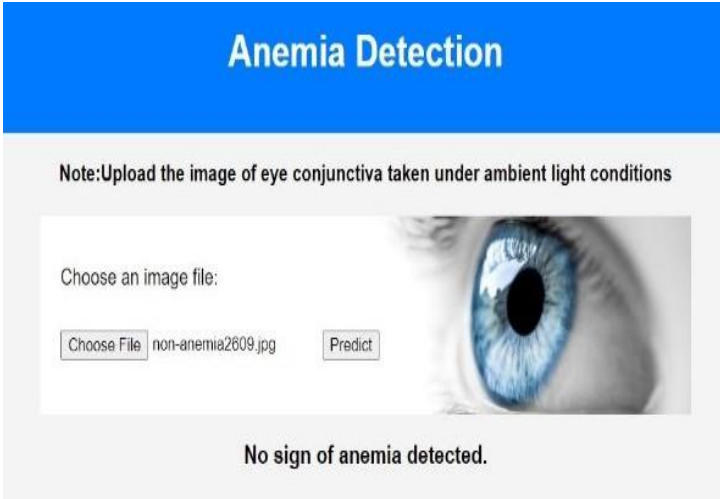 Anemia Detection
Note:Upload the image of eye conjunctiva taken under ambient light conditions
Choose an image file:
Choose File non-anemia2609.jpg Predict
No sign of anemia detected.